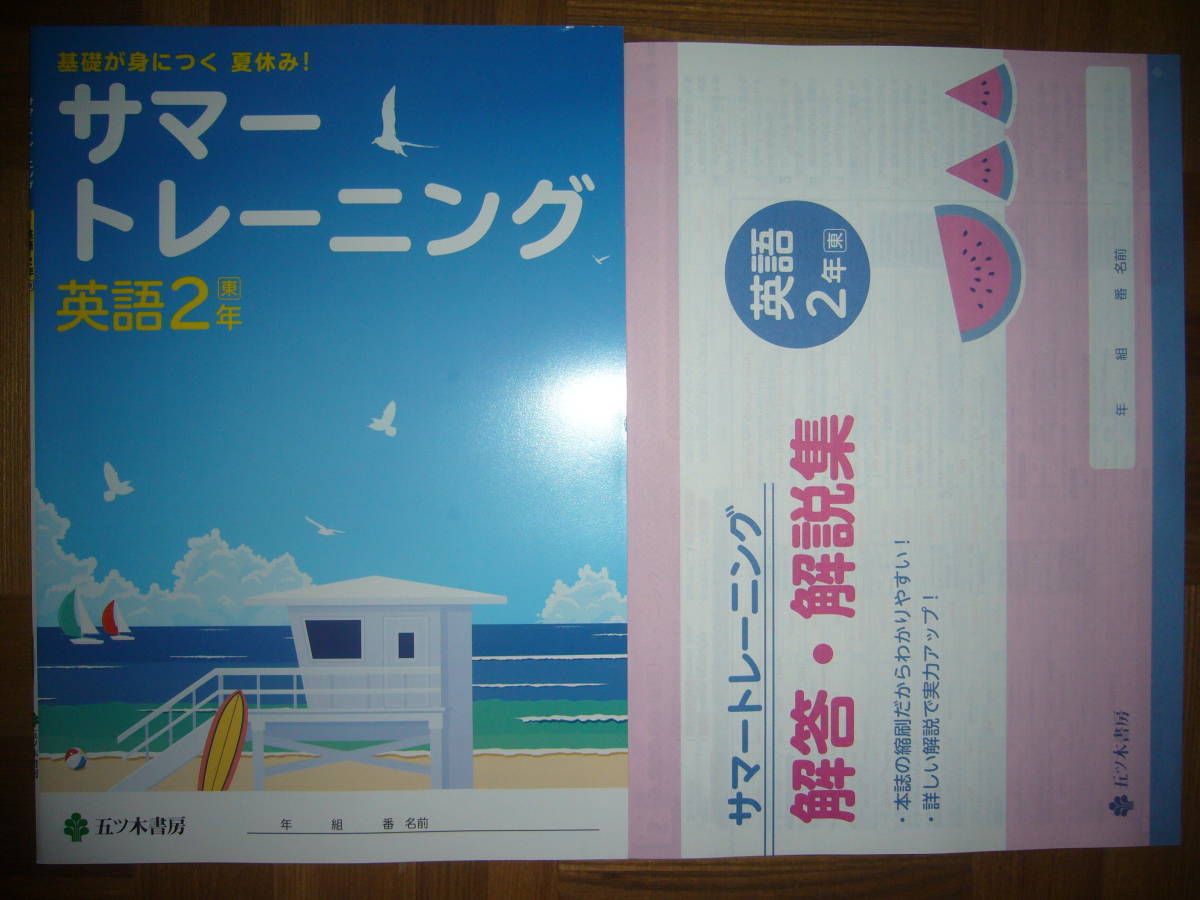 基礎が身につく 夏休み!
サマー
トレーニング
英語2年 東
五ツ木書房
年 組 番 名前
英語
2年 東
サマートレーニング
解答・解説集
・本誌の縮刷だからわかりやすい!
・詳しい解説で実力アップ!
年 組 番 名前
五ツ木書房